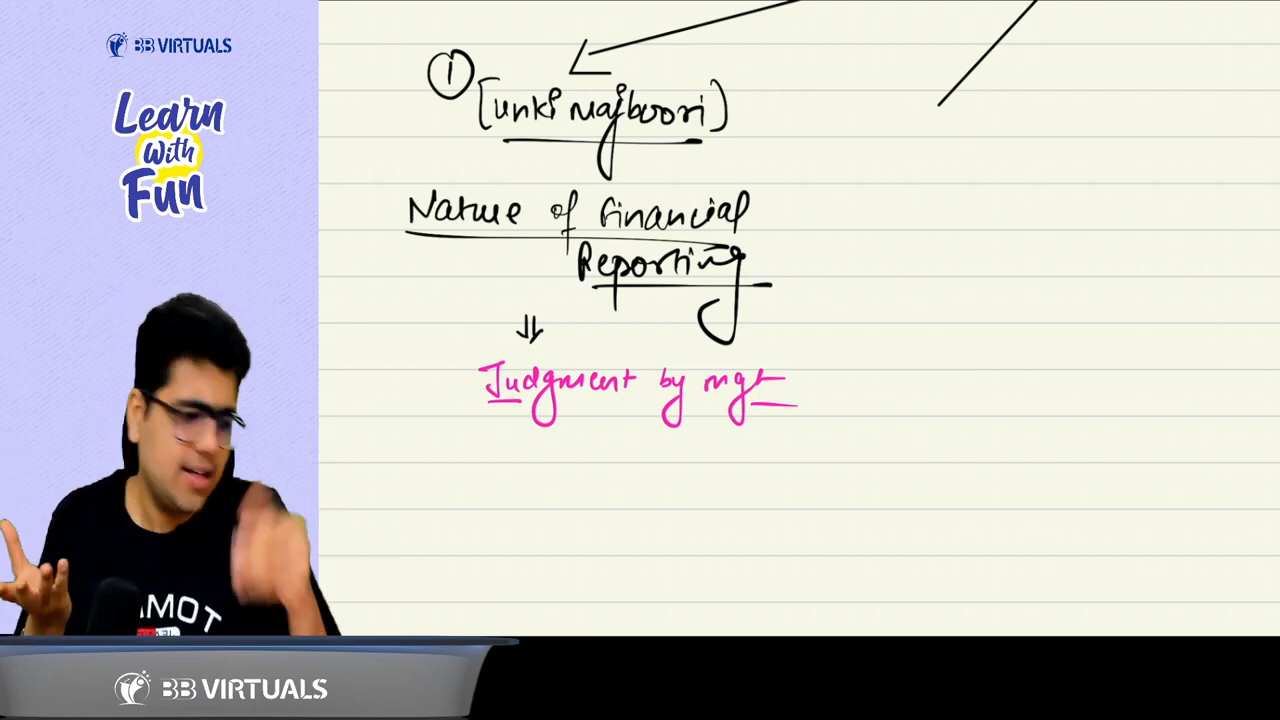 BB VIRTUALS
Learn
With
Fun
①
[unki majboori]
Nature of financial
Reporting
⇓
Judgment by mgt
MOT
BB VIRTUALS